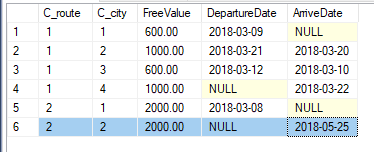 C_route C_city FreeValue DepartureDate ArriveDate
1 1 1 600.00 2018-03-09 NULL
2 1 2 1000.00 2018-03-21 2018-03-20
3 1 3 600.00 2018-03-12 2018-03-10
4 1 4 1000.00 NULL 2018-03-22
5 2 1 2000.00 2018-03-08 NULL
6 2 2 2000.00 NULL 2018-05-25